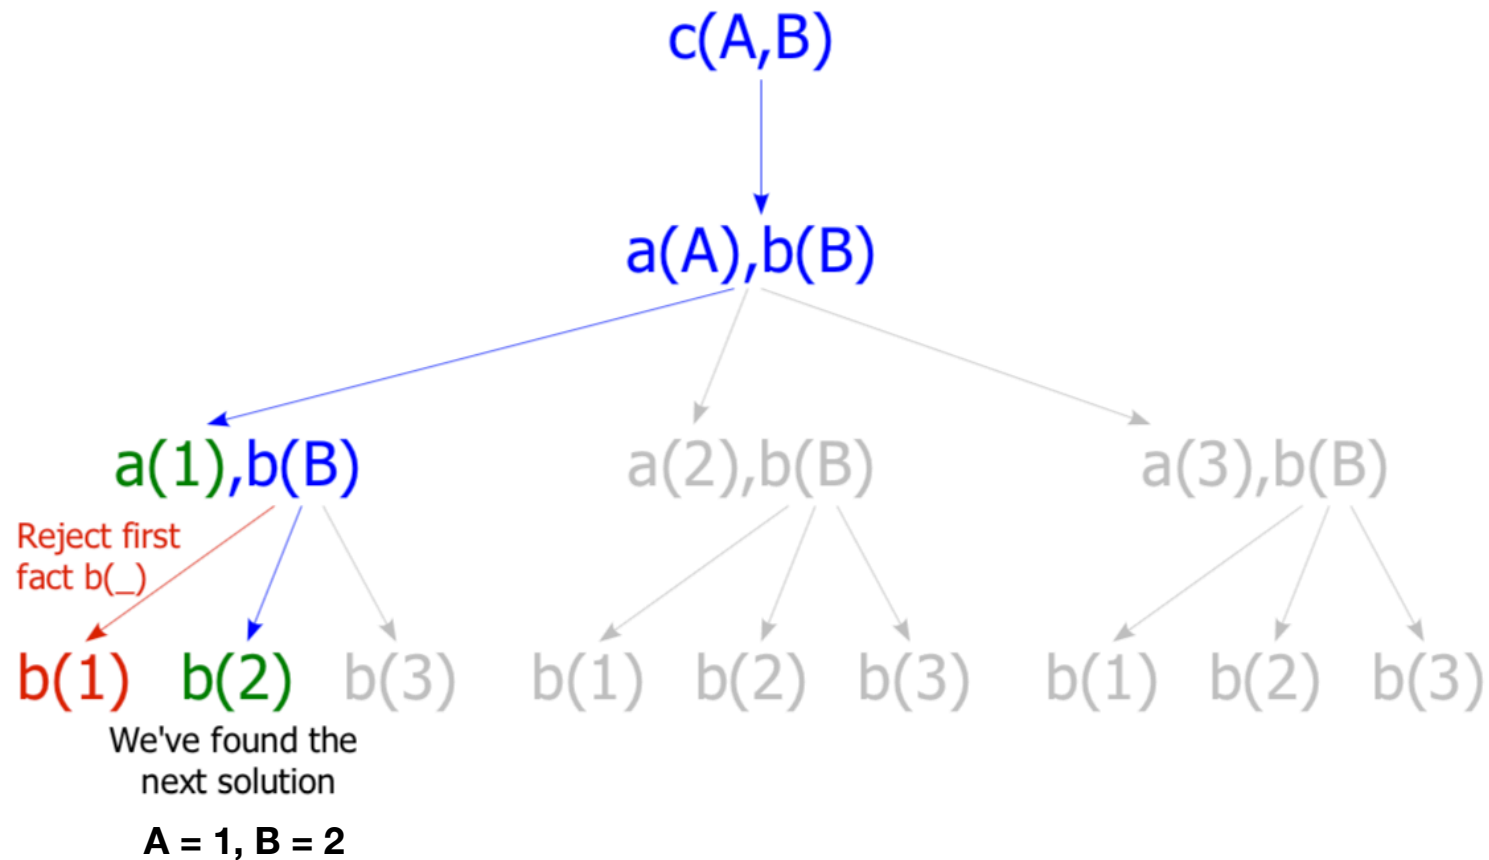 c(A,B)
a(A),b(B)
a(1),b(B)
a(2),b(B)
a(3),b(B)
Reject first
fact b(_)
b(1)
b(2)
b(3)
b(1)
b(2)
b(3)
b(1)
b(2)
b(3)
We've found the
next solution
A = 1, B = 2